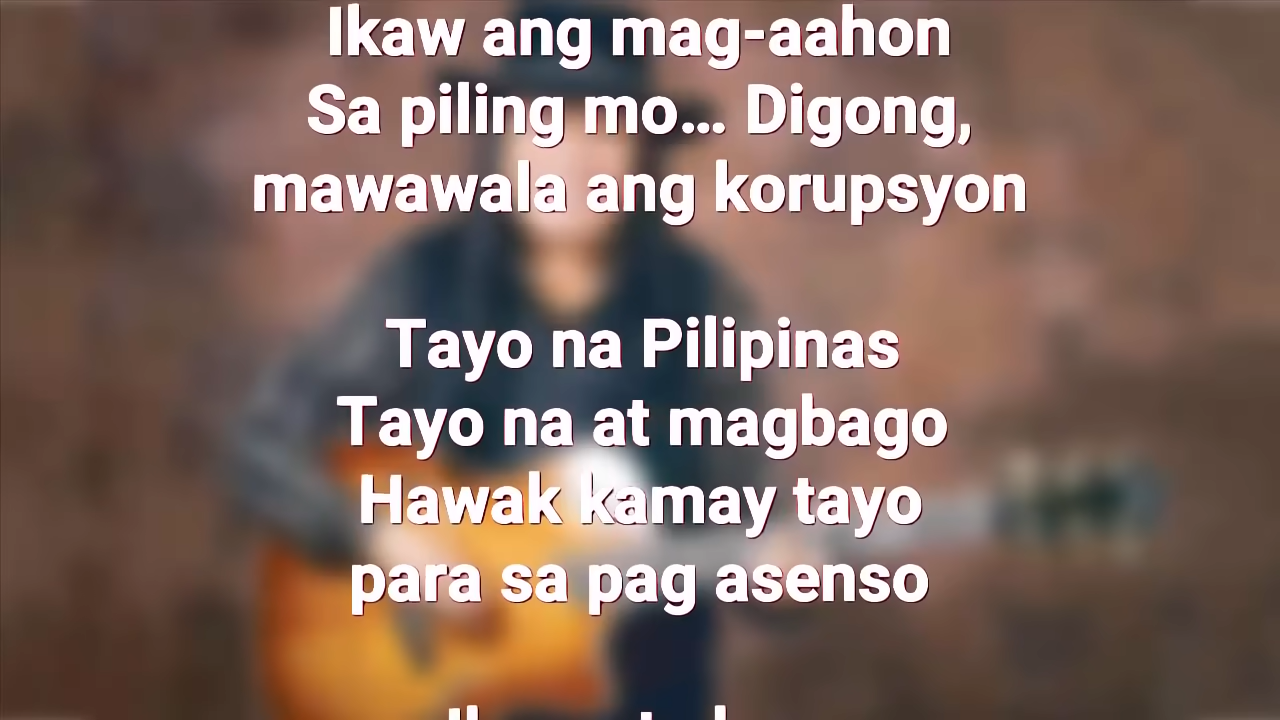 Ikaw ang mag-aahon
Sa piling mo... Digong,
mawawala ang korupsyon
Tayo na Pilipinas
Tayo na at magbago
Hawak kamay tayo
para sa pag asenso